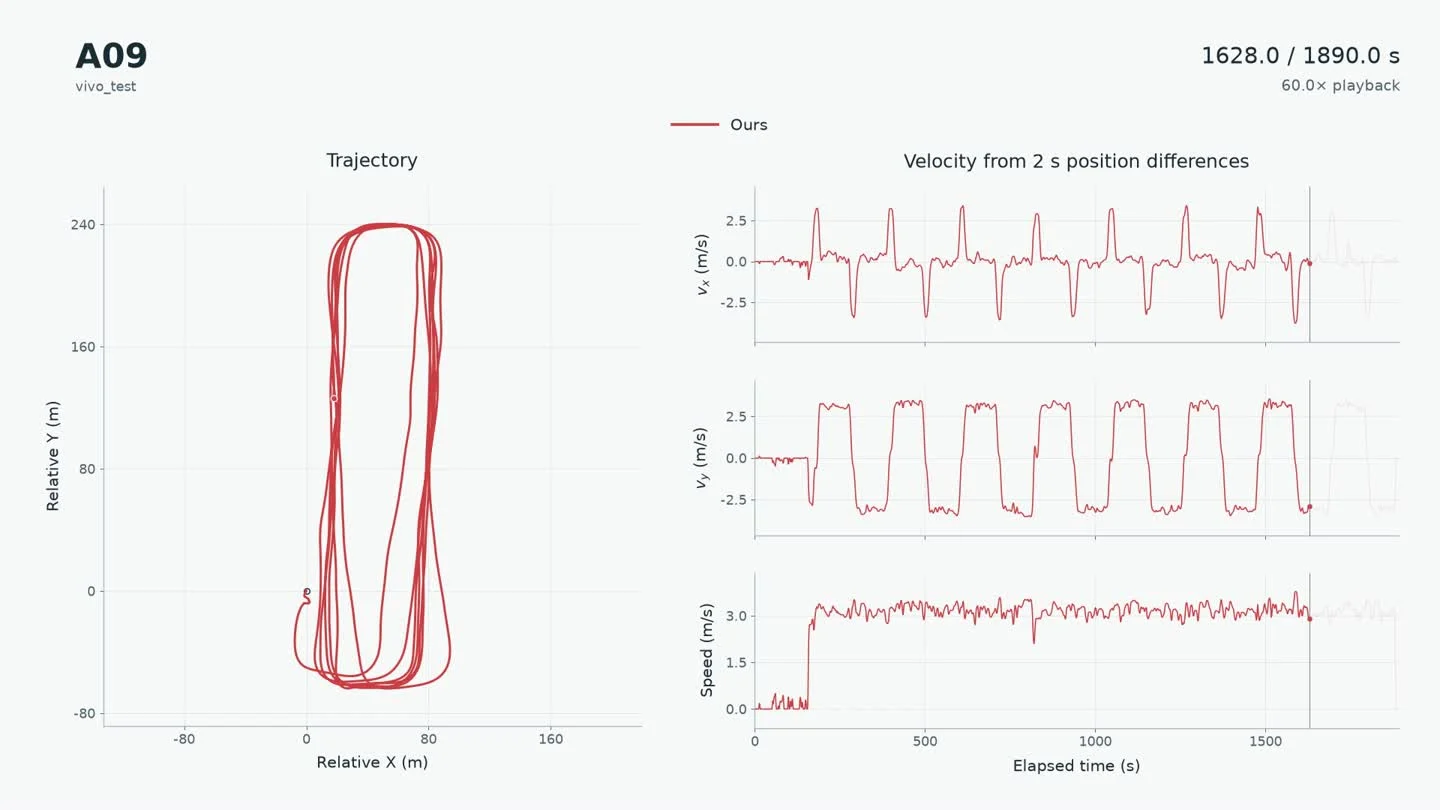 A09
vivo_test
1628.0 / 1890.0 s
60.0× playback
Ours
Trajectory
240
160
80
0
-80
-80
0
80
160
Relative Y (m)
Relative X (m)
Velocity from 2 s position differences
2.5
0.0
-2.5
vx (m/s)
2.5
0.0
-2.5
vy (m/s)
3.0
1.5
0.0
Speed (m/s)
0
500
1000
1500
Elapsed time (s)